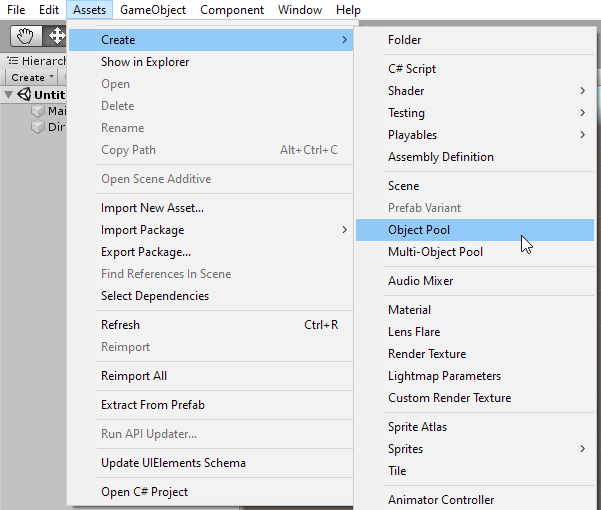 File Edit Assets GameObject Component Window Help
Hierarch
Create
Untit
Mai
Dir
Create
Show in Explorer
Open
Delete
Rename
Copy Path Alt+Ctrl+C
Open Scene Additive
Import New Asset...
Import Package
Export Package...
Find References In Scene
Select Dependencies
Refresh Ctrl+R
Reimport
Reimport All
Extract From Prefab
Run API Updater...
Update UIElements Schema
Open C# Project
Folder
C# Script
Shader
Testing
Playables
Assembly Definition
Scene
Prefab Variant
Object Pool
Multi-Object Pool
Audio Mixer
Material
Lens Flare
Render Texture
Lightmap Parameters
Custom Render Texture
Sprite Atlas
Sprites
Tile
Animator Controller